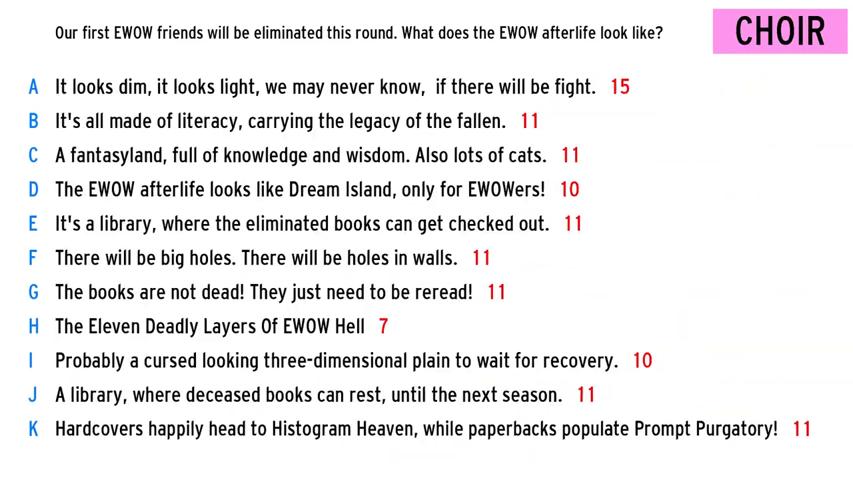 Our first EWOW friends will be eliminated this round. What does the EWOW afterlife look like?
CHOIR
A It looks dim, it looks light, we may never know, if there will be fight. 15
B It's all made of literacy, carrying the legacy of the fallen. 11
C A fantasyland, full of knowledge and wisdom. Also lots of cats. 11
D The EWOW afterlife looks like Dream Island, only for EWOWers! 10
E It's a library, where the eliminated books can get checked out. 11
F There will be big holes. There will be holes in walls. 11
G The books are not dead! They just need to be reread! 11
H The Eleven Deadly Layers Of EWOW Hell 7
I Probably a cursed looking three-dimensional plain to wait for recovery. 10
J A library, where deceased books can rest, until the next season. 11
K Hardcovers happily head to Histogram Heaven, while paperbacks populate Prompt Purgatory! 11